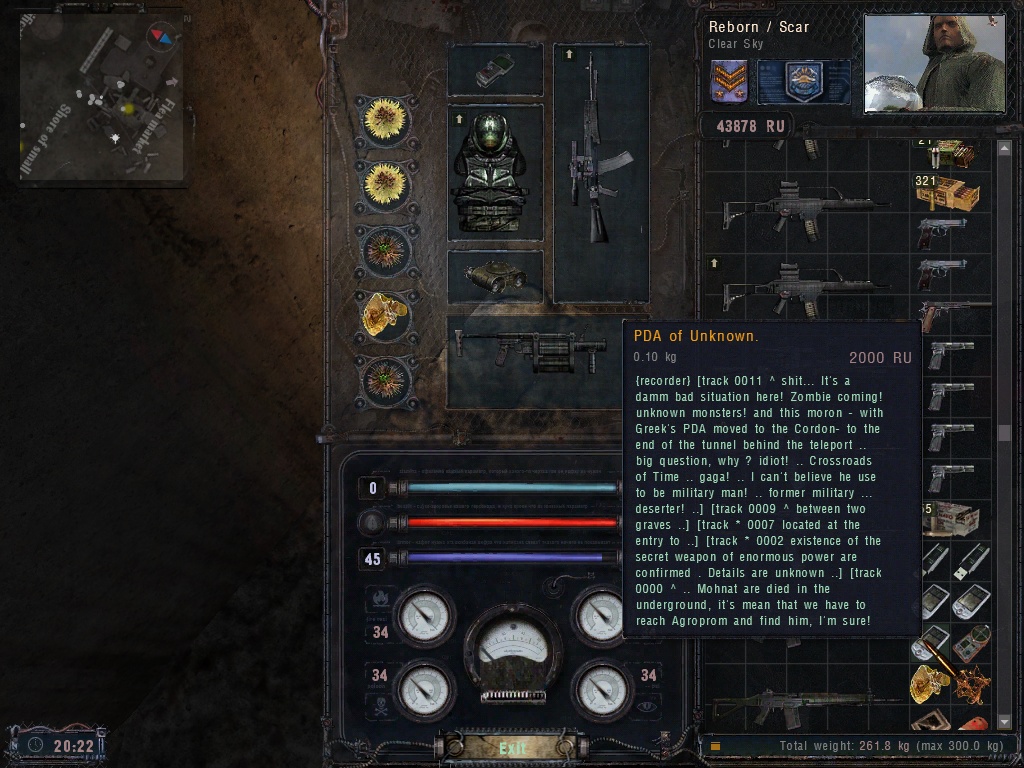 Reborn / Scar
Clear Sky
43878 RU
21
321
PDA of Unknown.
0.10 kg
2000 RU
{recorder} [track 0011 ^ shit... It's a
damm bad situation here! Zombie coming!
unknown monsters! and this moron - with
Greek's PDA moved to the Cordon- to the
end of the tunnel behind the teleport ..
big question, why ? idiot! .. Crossroads
of Time .. gaga! .. I can't believe he use
to be military man! .. former military ...
deserter! ..] [track 0009 ^ between two
graves ..] [track * 0007 located at the
entry to ..] [track * 0002 existence of the
secret weapon of enormous power are
confirmed . Details are unknown ..] [track
0000 ^ .. Mohnat are died in the
underground, it's mean that we have to
reach Agroprom and find him, I'm sure!
0
45
34
34
34
Flea market
Shore of small
N
20:22
Exit
Total weight: 261.8 kg (max 300.0 kg)